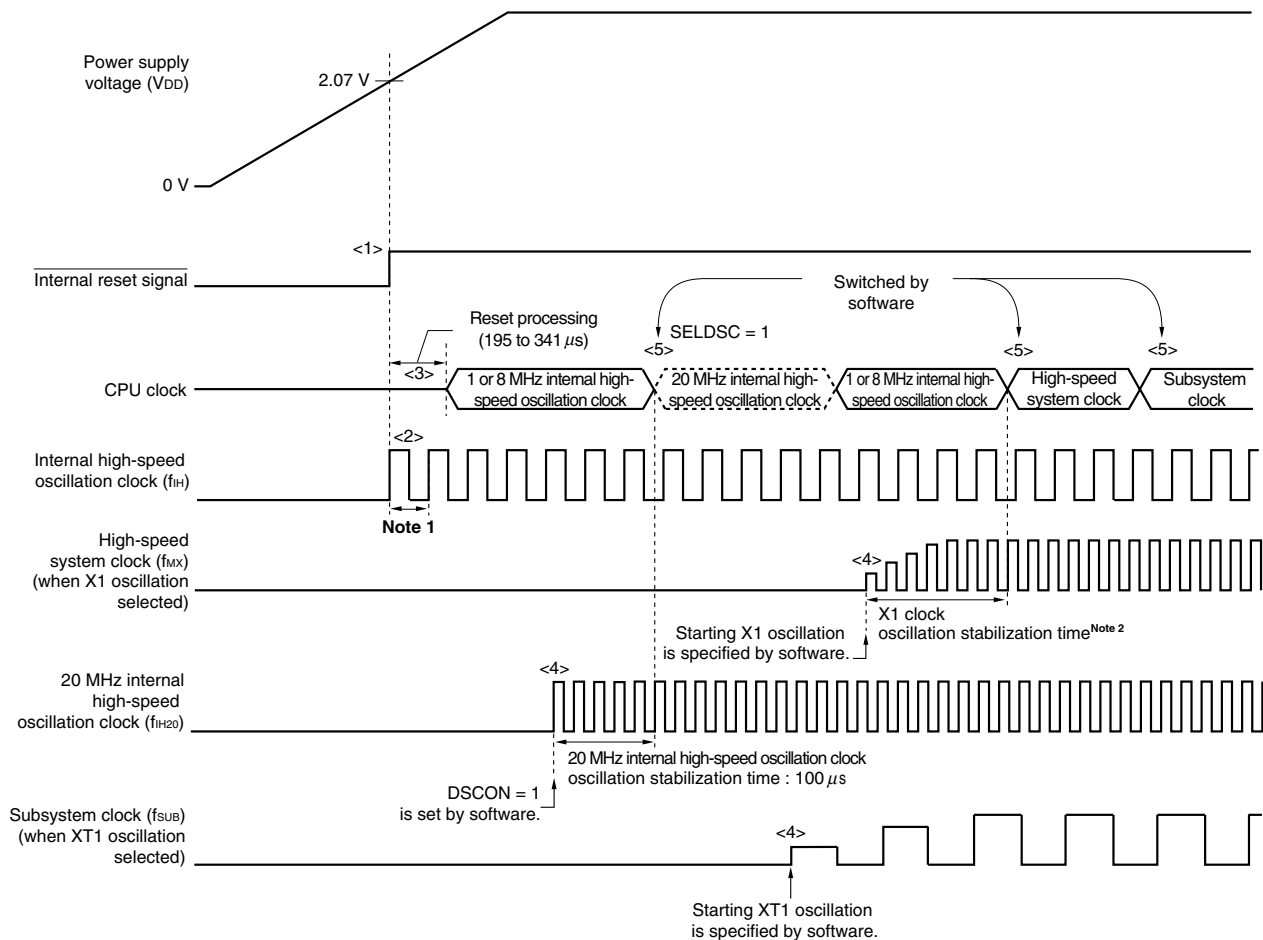 Power supply
voltage (VDD)
2.07 V
0 V
<1>
Internal reset signal
Switched by
software
Reset processing
(195 to 341 μs)
SELDSC = 1
<3>
<5>
<5>
<5>
CPU clock
1 or 8 MHz internal high-
speed oscillation clock
20 MHz internal high-
speed oscillation clock
1 or 8 MHz internal high-
speed oscillation clock
High-speed
system clock
Subsystem
clock
<2>
Internal high-speed
oscillation clock (fIH)
Note 1
High-speed
system clock (fMX)
(when X1 oscillation
selected)
<4>
X1 clock
oscillation stabilization time Note 2
Starting X1 oscillation
is specified by software.
<4>
20 MHz internal
high-speed
oscillation clock (fIH20)
20 MHz internal high-speed oscillation clock
oscillation stabilization time : 100 μs
DSCON = 1
is set by software.
Subsystem clock (fSUB)
(when XT1 oscillation
selected)
<4>
Starting XT1 oscillation
is specified by software.